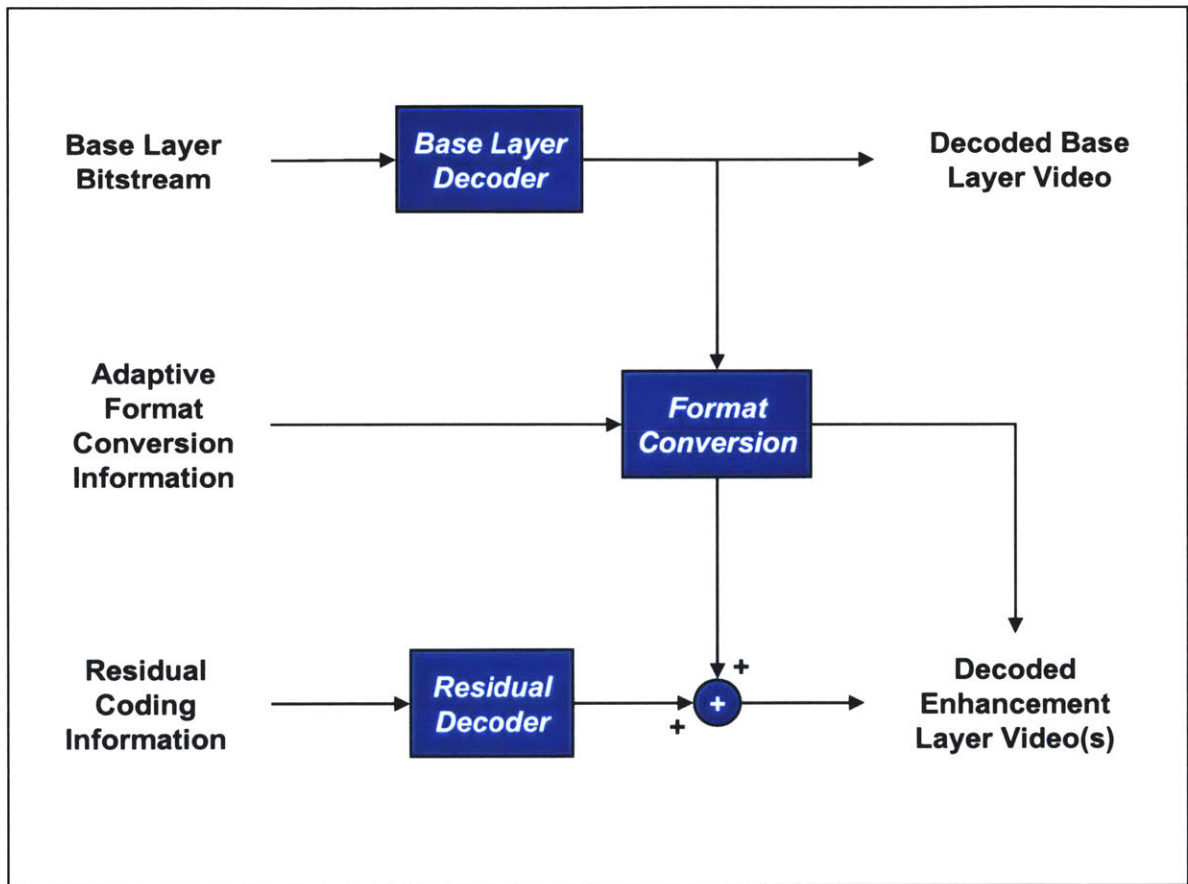 Base Layer
Bitstream
Base Layer
Decoder
Decoded Base
Layer Video
Adaptive
Format
Conversion
Information
Format
Conversion
Residual
Coding
Information
Residual
Decoder
+
+
+
Decoded
Enhancement
Layer Video(s)